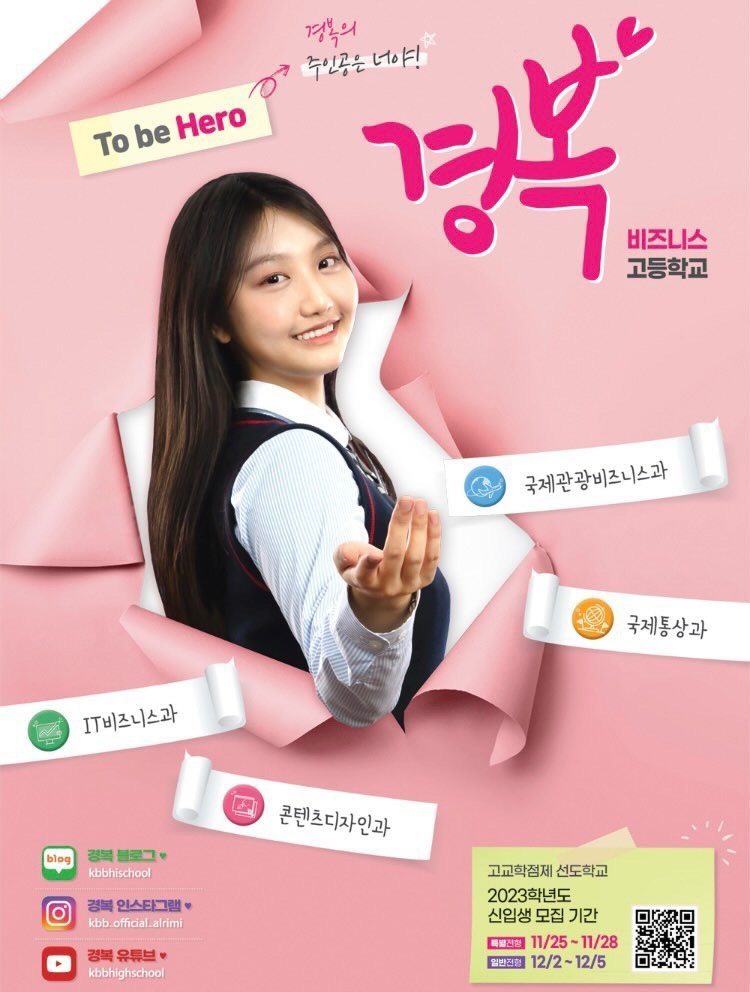 경복의
주인공은 너야!
To be Hero
경복
비즈니스
고등학교
국제관광비즈니스과
국제통상과
IT비즈니스과
콘텐츠디자인과
blog
경복 블로그
kbbhischool
경복 인스타그램
kbb_official_alrimi
경복 유튜브
kbbhighschool
고교학점제 선도학교
2023학년도
신입생 모집 기간
특별전형 11/25 ~ 11/28
일반전형 12/2 ~ 12/5